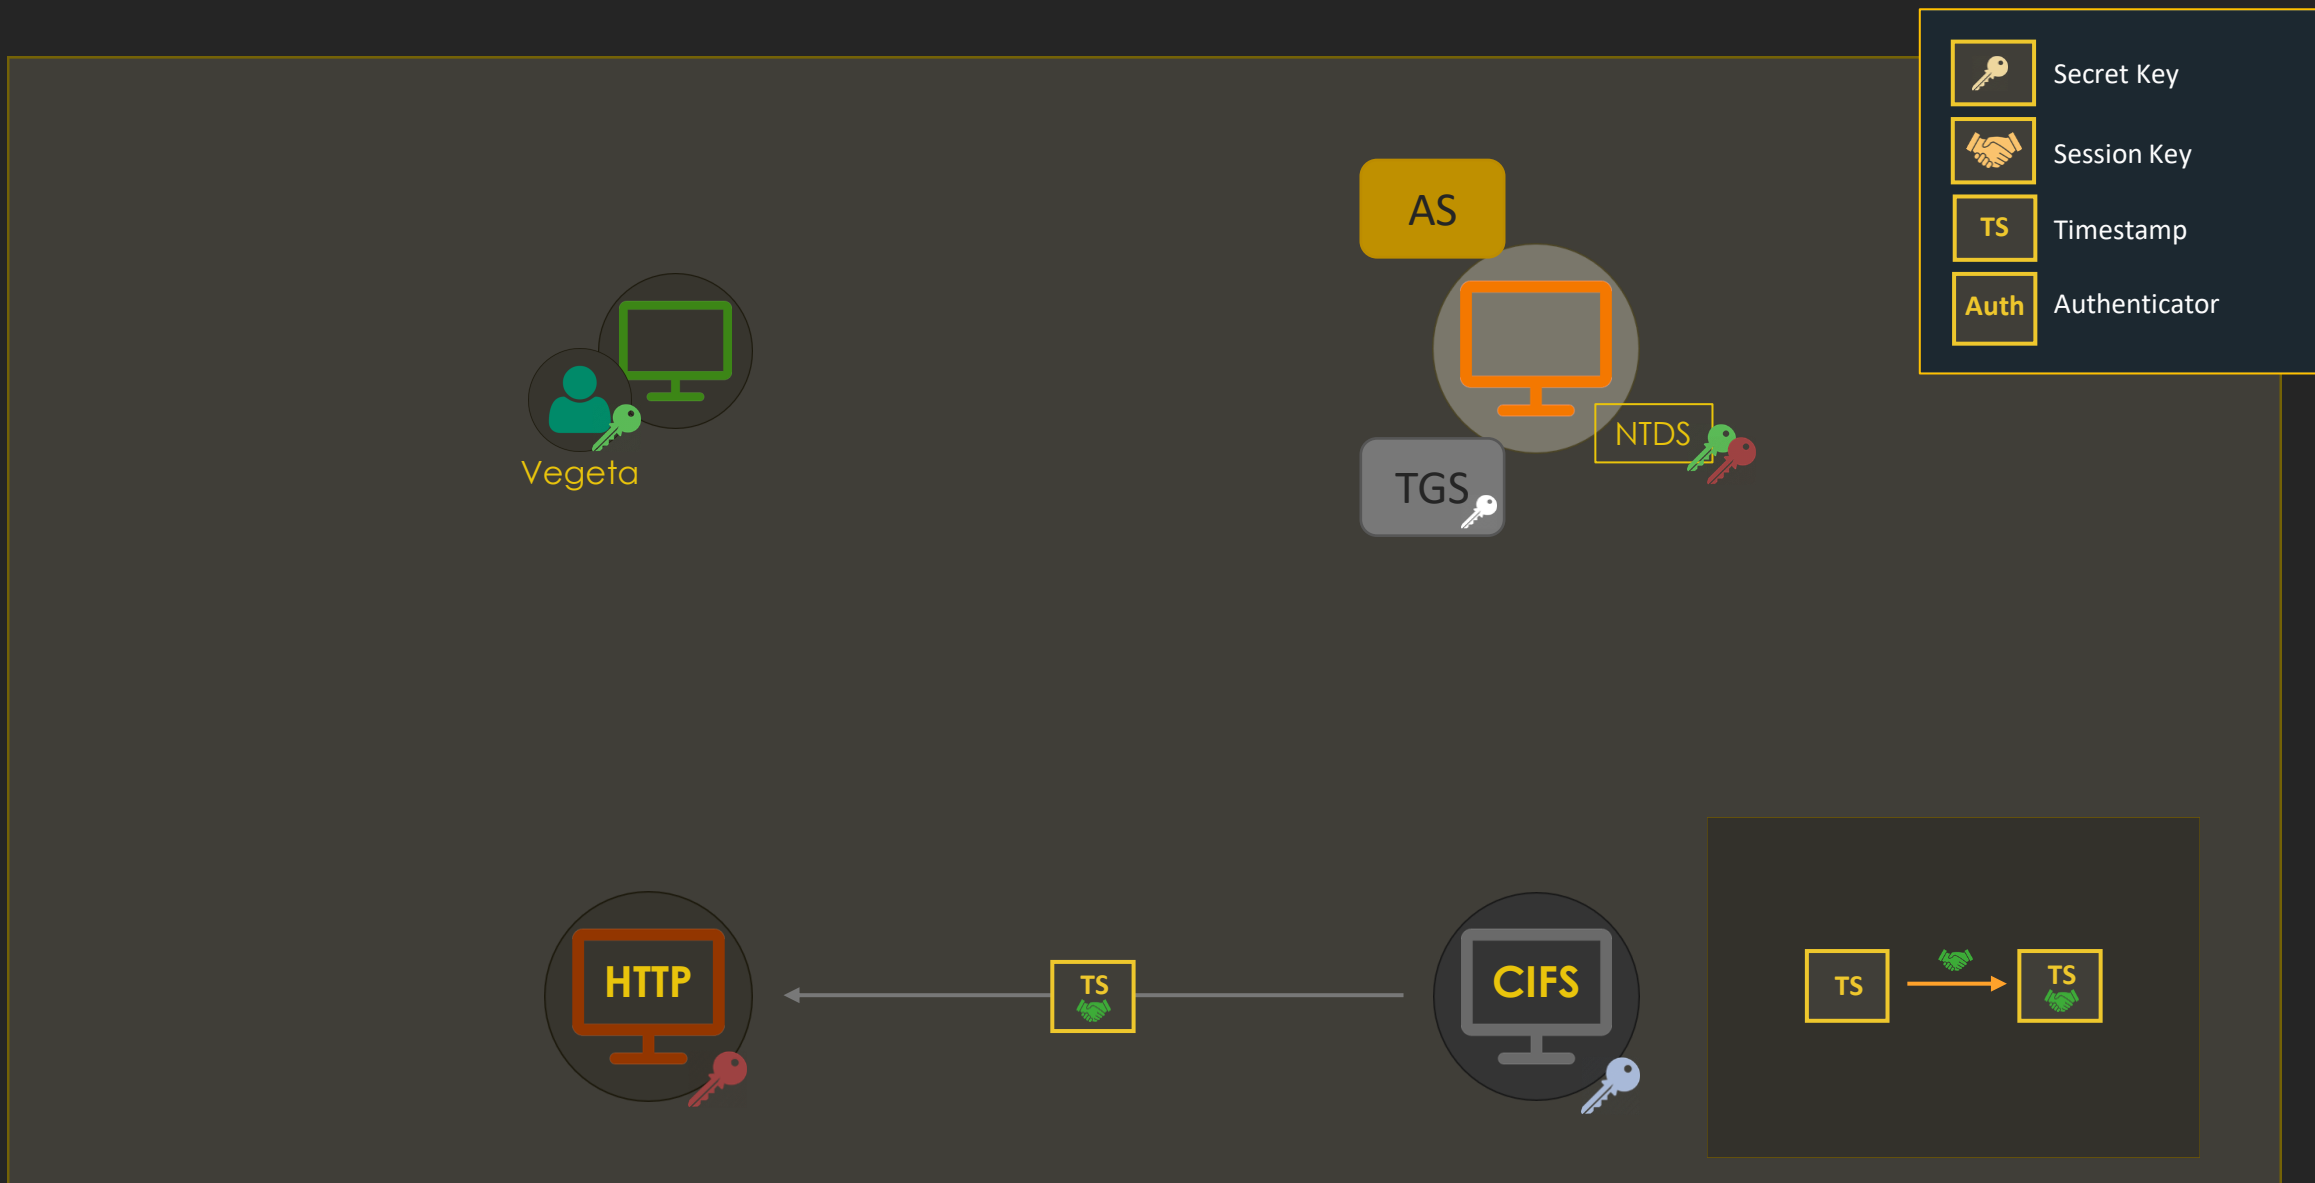 Secret Key
Session Key
TS
Timestamp
Auth
Authenticator
AS
NTDS
TGS
Vegeta
HTTP
TS
CIFS
TS
TS